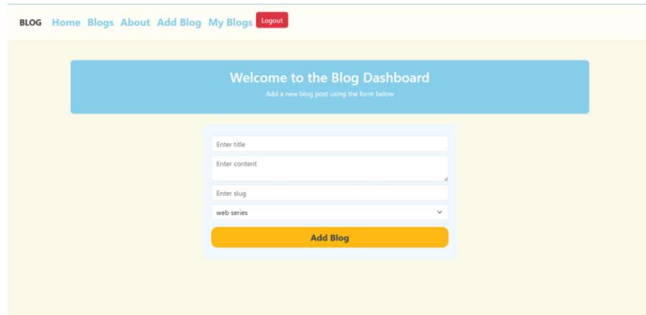 BLOG Home Blogs About Add Blog My Blogs Logout
Welcome to the Blog Dashboard
Add a new blog post using the form below
Enter title
Enter content
Enter slug
web series
Add Blog